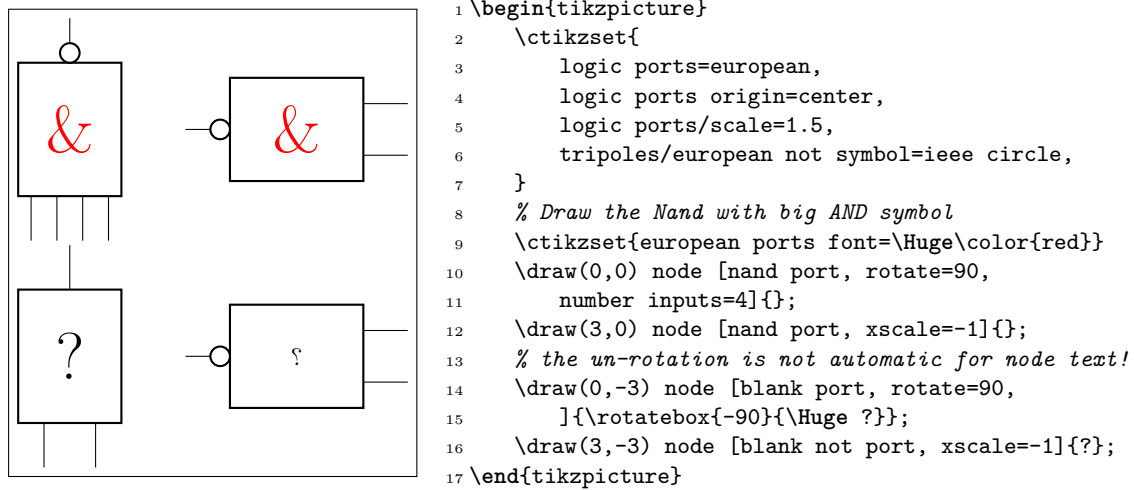 &
&
?
⸮
1 \begin{tikzpicture}
2 \ctikzset{
3 logic ports=european,
4 logic ports origin=center,
5 logic ports/scale=1.5,
6 tripoles/european not symbol=ieee circle,
7 }
8 % Draw the Nand with big AND symbol
9 \ctikzset{european ports font=\Huge\color{red}}
10 \draw(0,0) node [nand port, rotate=90,
11 number inputs=4]{};
12 \draw(3,0) node [nand port, xscale=-1]{};
13 % the un-rotation is not automatic for node text!
14 \draw(0,-3) node [blank port, rotate=90,
15 ]{\rotatebox{-90}{\Huge ?}};
16 \draw(3,-3) node [blank not port, xscale=-1]{?};
17 \end{tikzpicture}